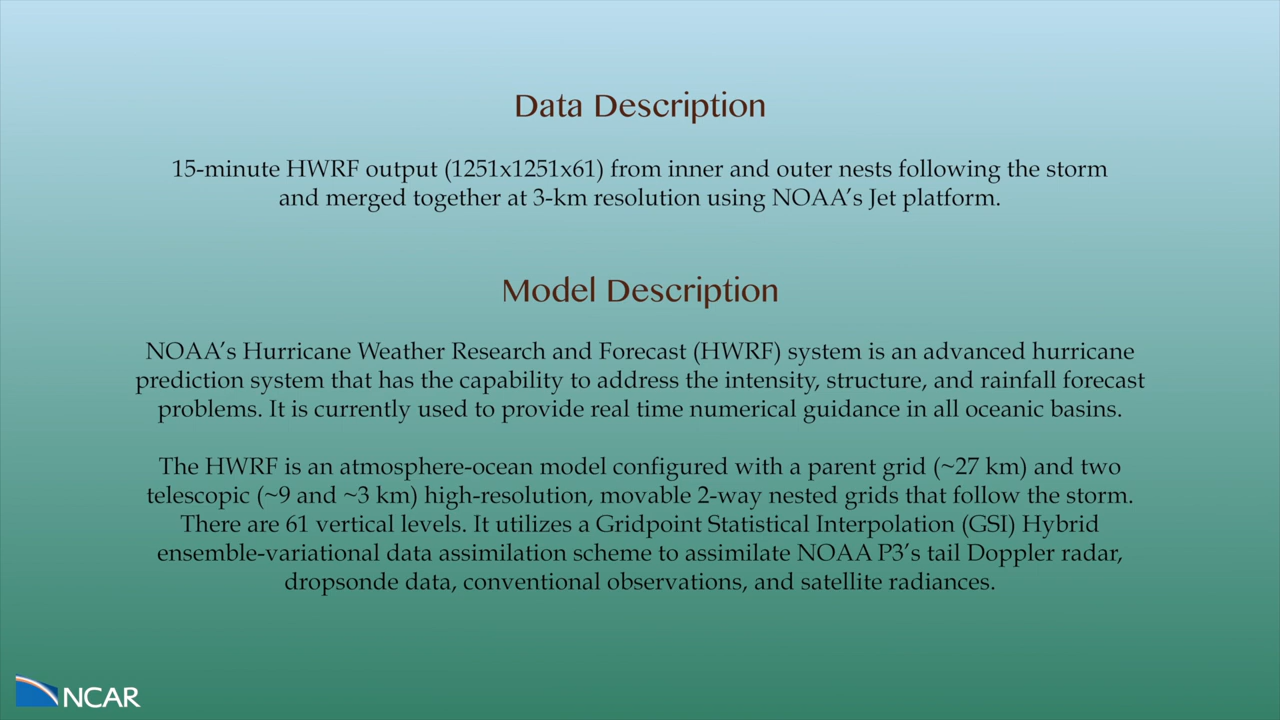 Data Description
15-minute HWRF output (1251x1251x61) from inner and outer nests following the storm
and merged together at 3-km resolution using NOAA’s Jet platform.
Model Description
NOAA’s Hurricane Weather Research and Forecast (HWRF) system is an advanced hurricane
prediction system that has the capability to address the intensity, structure, and rainfall forecast
problems. It is currently used to provide real time numerical guidance in all oceanic basins.
The HWRF is an atmosphere-ocean model configured with a parent grid (~27 km) and two
telescopic (~9 and ~3 km) high-resolution, movable 2-way nested grids that follow the storm.
There are 61 vertical levels. It utilizes a Gridpoint Statistical Interpolation (GSI) Hybrid
ensemble-variational data assimilation scheme to assimilate NOAA P3’s tail Doppler radar,
dropsonde data, conventional observations, and satellite radiances.
NCAR